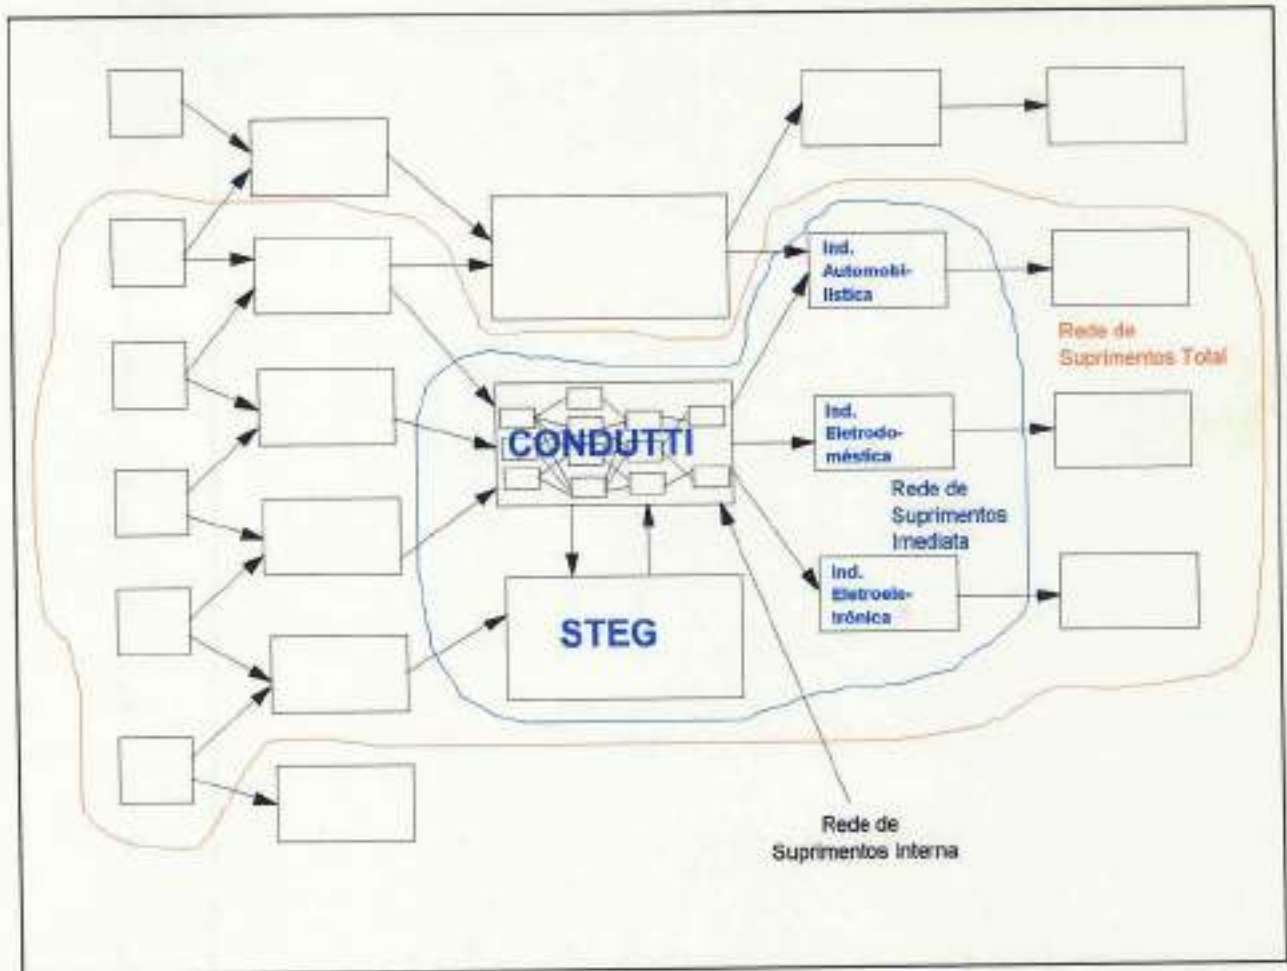 Ind.
Automobi-
lística
Rede de
Suprimentos Total
CONDUTTI
Ind.
Eletrodo-
méstica
Rede de
Suprimentos
Imediata
Ind.
Eletroele-
trônica
STEG
Rede de
Suprimentos Interna